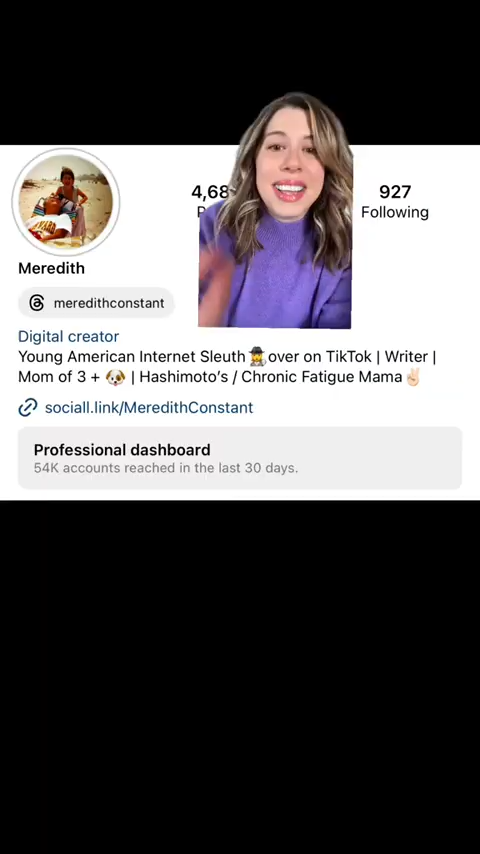 4,68
927
Following
Meredith
meredithconstant
Digital creator
Young American Internet Sleuth🕵️‍♀️over on TikTok | Writer |
Mom of 3 + 🐶 | Hashimoto's / Chronic Fatigue Mama✌🏻
sociall.link/MeredithConstant
Professional dashboard
54K accounts reached in the last 30 days.